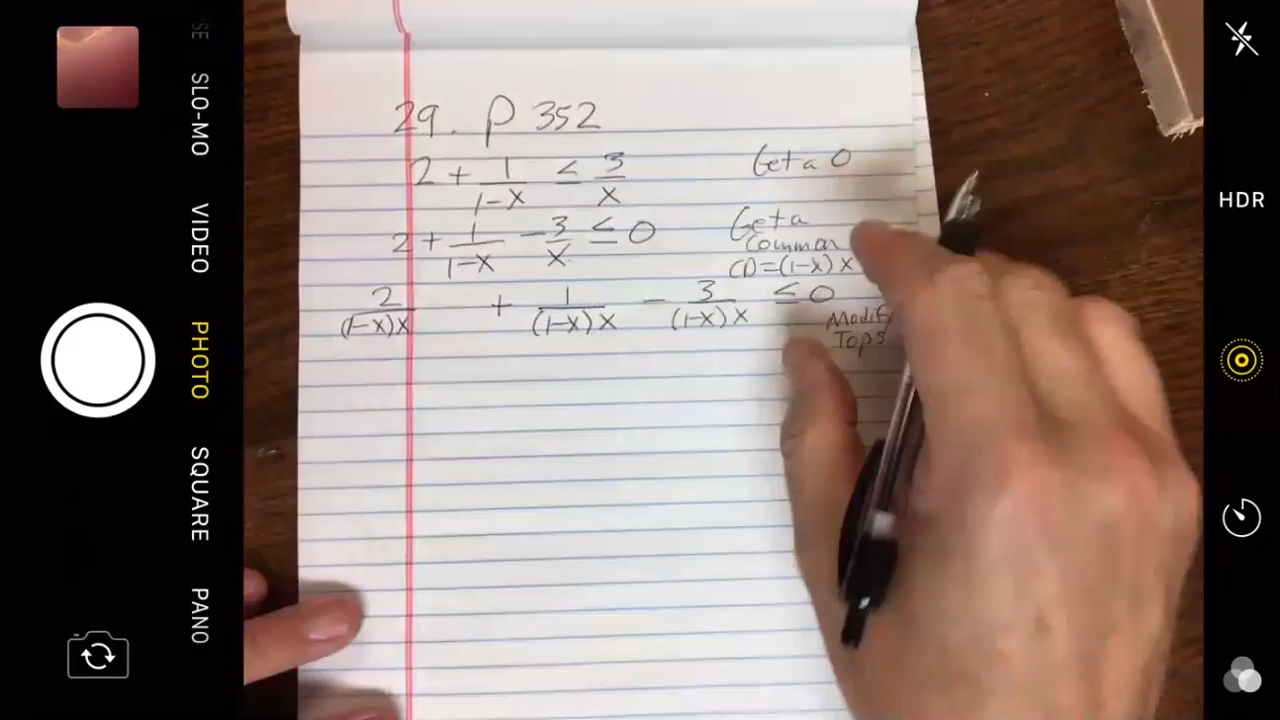 SE
SLO-MO
VIDEO
PHOTO
SQUARE
PANO
HDR
29. P 352
2 + 1/(1-x) ≤ 3/x Get a 0
2 + 1/(1-x) - 3/x ≤ 0 Get a
Common
CD=(1-x)x
2/((1-x)x) + 1/((1-x)x) - 3/((1-x)x) ≤ 0
Modify
Tops